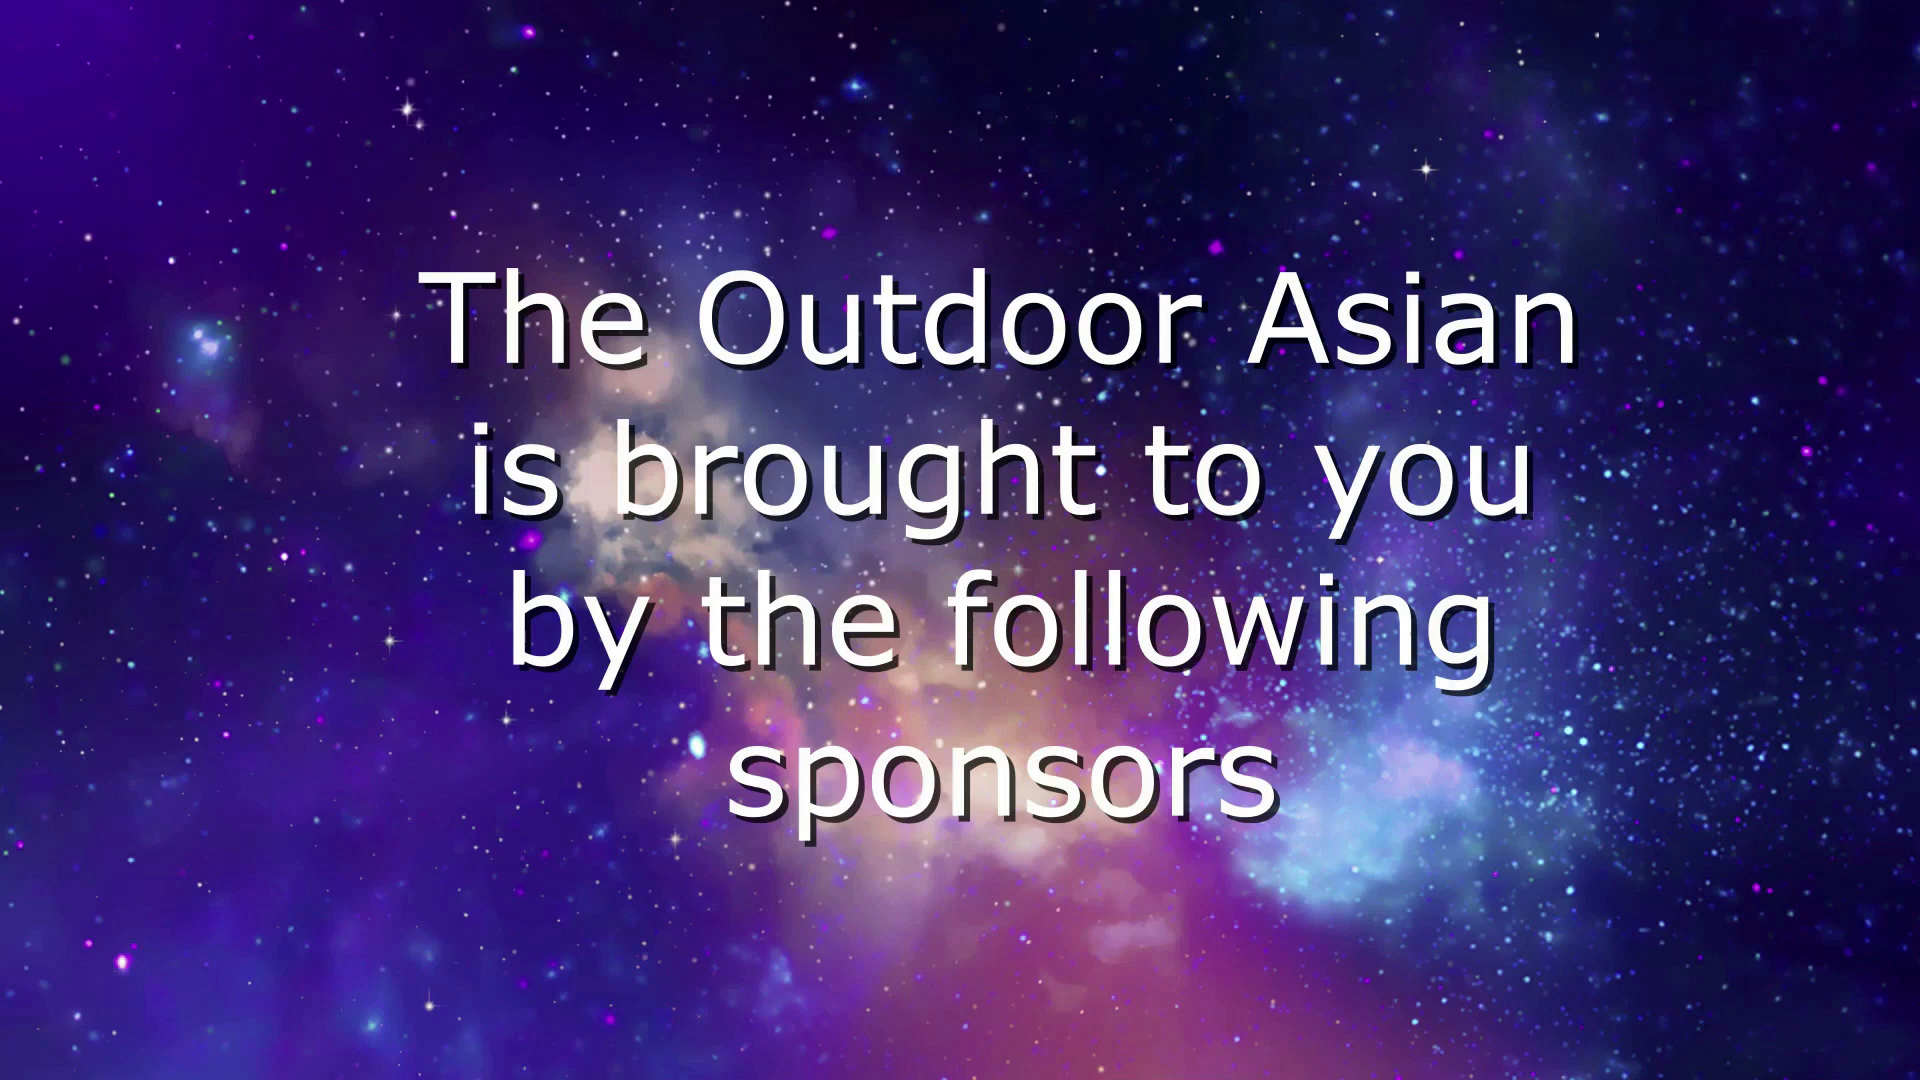 The Outdoor Asian
is brought to you
by the following
sponsors